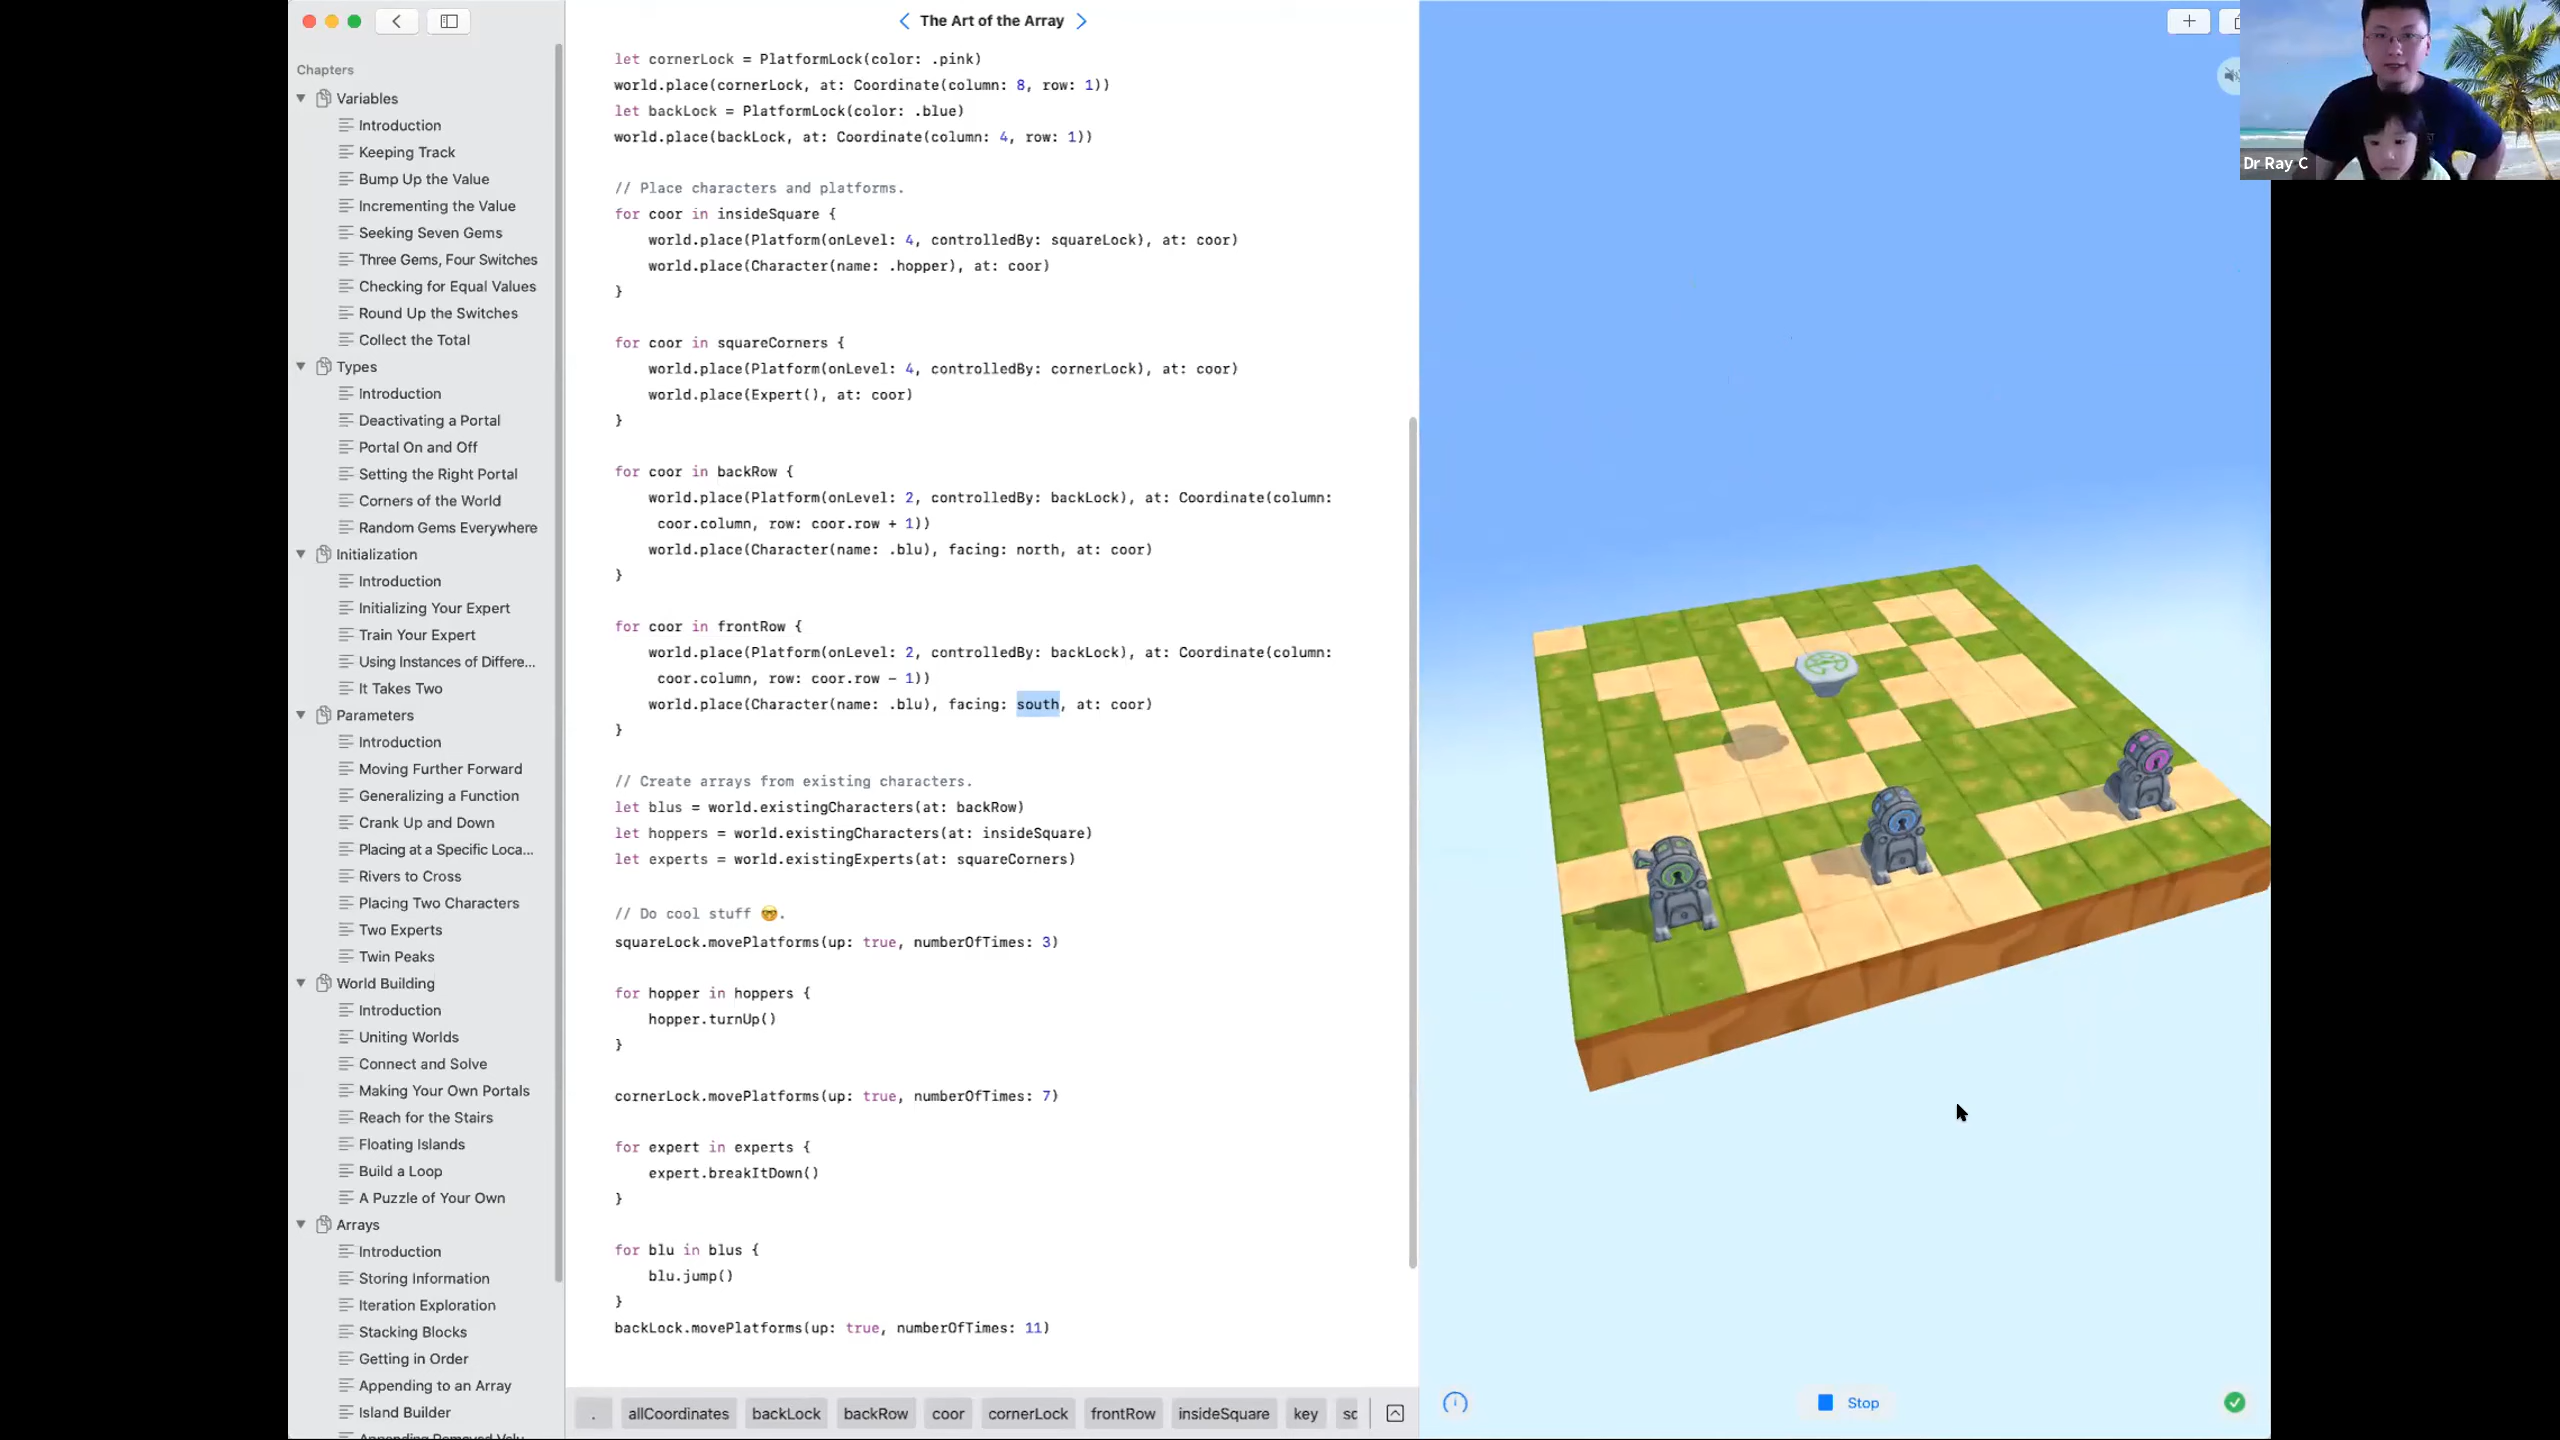 The Art of the Array
Chapters
Variables
Introduction
Keeping Track
Bump Up the Value
Incrementing the Value
Seeking Seven Gems
Three Gems, Four Switches
Checking for Equal Values
Round Up the Switches
Collect the Total
Types
Introduction
Deactivating a Portal
Portal On and Off
Setting the Right Portal
Corners of the World
Random Gems Everywhere
Initialization
Introduction
Initializing Your Expert
Train Your Expert
Using Instances of Differe...
It Takes Two
Parameters
Introduction
Moving Further Forward
Generalizing a Function
Crank Up and Down
Placing at a Specific Loca...
Rivers to Cross
Placing Two Characters
Two Experts
Twin Peaks
World Building
Introduction
Uniting Worlds
Connect and Solve
Making Your Own Portals
Reach for the Stairs
Floating Islands
Build a Loop
A Puzzle of Your Own
Arrays
Introduction
Storing Information
Iteration Exploration
Stacking Blocks
Getting in Order
Appending to an Array
Island Builder
let cornerLock = PlatformLock(color: .pink)
world.place(cornerLock, at: Coordinate(column: 8, row: 1))
let backLock = PlatformLock(color: .blue)
world.place(backLock, at: Coordinate(column: 4, row: 1))
// Place characters and platforms.
for coor in insideSquare {
world.place(Platform(onLevel: 4, controlledBy: squareLock), at: coor)
world.place(Character(name: .hopper), at: coor)
}
for coor in squareCorners {
world.place(Platform(onLevel: 4, controlledBy: cornerLock), at: coor)
world.place(Expert(), at: coor)
}
for coor in backRow {
world.place(Platform(onLevel: 2, controlledBy: backLock), at: Coordinate(column:
coor.column, row: coor.row + 1))
world.place(Character(name: .blu), facing: north, at: coor)
}
for coor in frontRow {
world.place(Platform(onLevel: 2, controlledBy: backLock), at: Coordinate(column:
coor.column, row: coor.row - 1))
world.place(Character(name: .blu), facing: south, at: coor)
}
// Create arrays from existing characters.
let blus = world.existingCharacters(at: backRow)
let hoppers = world.existingCharacters(at: insideSquare)
let experts = world.existingExperts(at: squareCorners)
// Do cool stuff 🤓.
squareLock.movePlatforms(up: true, numberOfTimes: 3)
for hopper in hoppers {
hopper.turnUp()
}
cornerLock.movePlatforms(up: true, numberOfTimes: 7)
for expert in experts {
expert.breakItDown()
}
for blu in blus {
blu.jump()
}
backLock.movePlatforms(up: true, numberOfTimes: 11)
. allCoordinates backLock backRow coor cornerLock frontRow insideSquare key
Stop
Dr Ray C